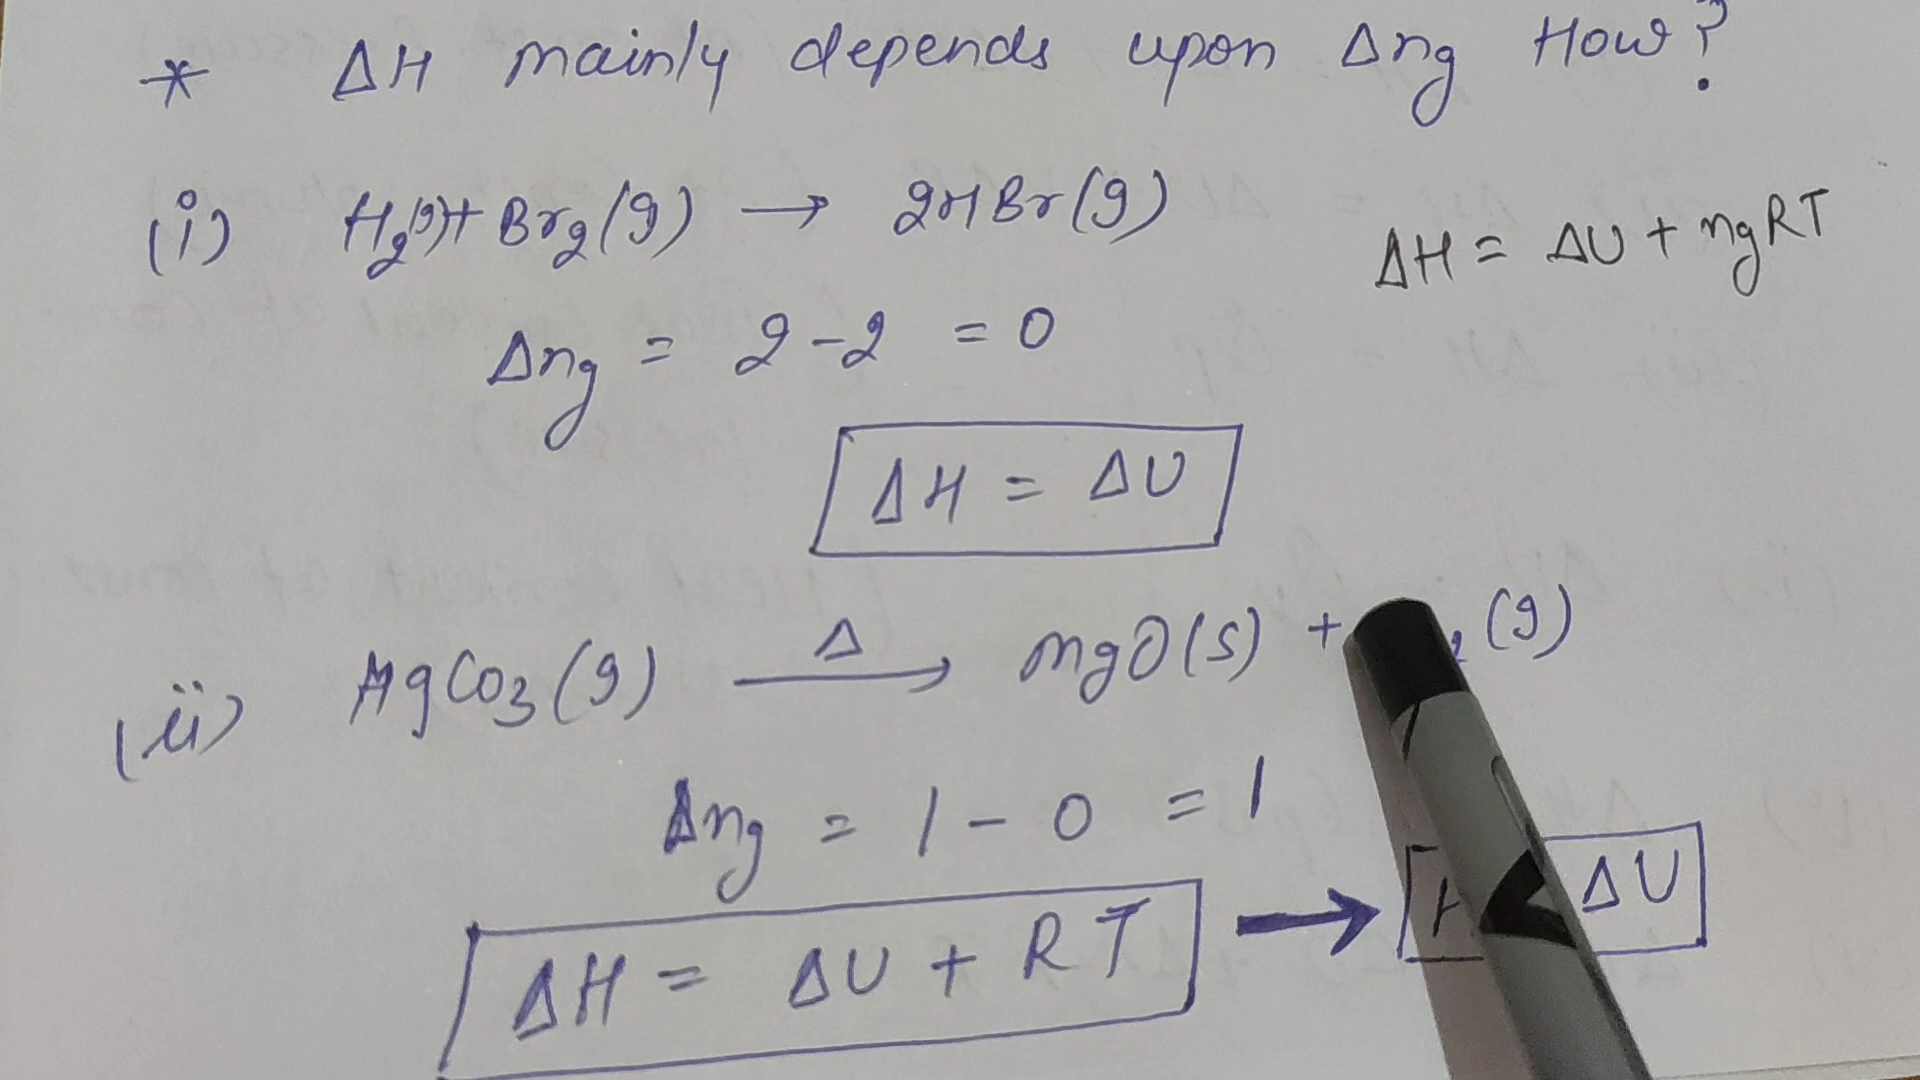 * ΔH mainly depends upon Δng How?
(i) H2(g)+ Br2(g) → 2HBr(g)
ΔH = ΔU + ngRT
Δng = 2-2 = 0
ΔH = ΔU
(ii) MgCO3(g) Δ→ MgO(s) + 2(g)
Δng = 1-0 = 1
ΔH = ΔU + RT → ΔU